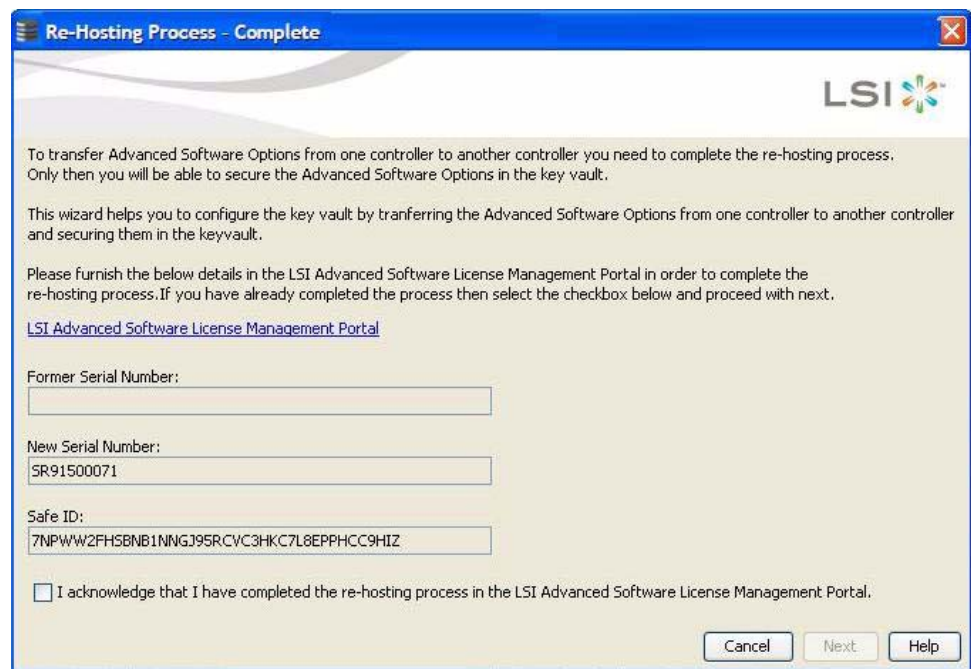 Re-Hosting Process - Complete
LSI
To transfer Advanced Software Options from one controller to another controller you need to complete the re-hosting process.
Only then you will be able to secure the Advanced Software Options in the key vault.
This wizard helps you to configure the key vault by tranferring the Advanced Software Options from one controller to another controller
and securing them in the keyvault.
Please furnish the below details in the LSI Advanced Software License Management Portal in order to complete the
re-hosting process.If you have already completed the process then select the checkbox below and proceed with next.
LSI Advanced Software License Management Portal
Former Serial Number:
New Serial Number:
SR91500071
Safe ID:
7NPWW2FHSBNB1NNGJ95RCVC3HKC7L8EPPHCC9HIZ
I acknowledge that I have completed the re-hosting process in the LSI Advanced Software License Management Portal.
Cancel Next Help